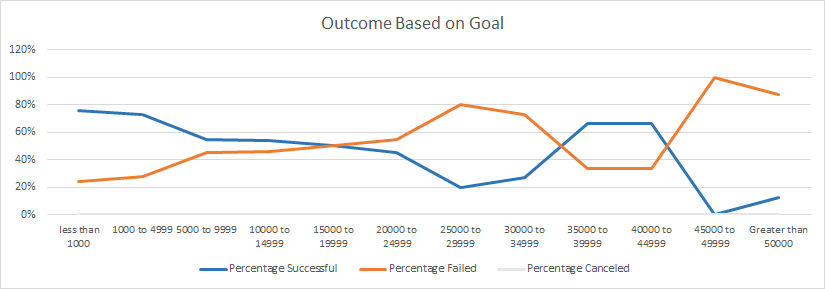 Outcome Based on Goal
120%
100%
80%
60%
40%
20%
0%
less than 1000
1000 to 4999
5000 to 9999
10000 to 14999
15000 to 19999
20000 to 24999
25000 to 29999
30000 to 34999
35000 to 39999
40000 to 44999
45000 to 49999
Greater than 50000
Percentage Successful
Percentage Failed
Percentage Canceled